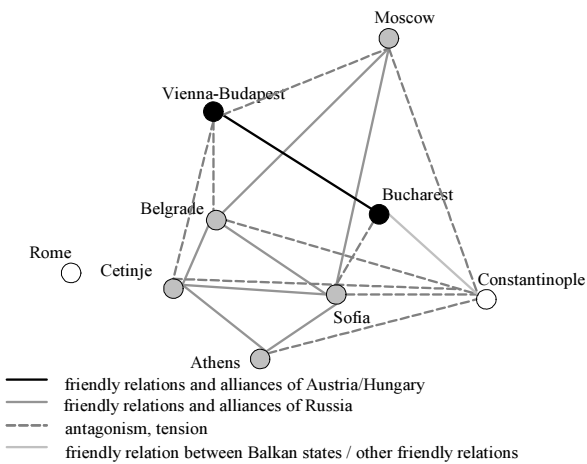 Moscow
Vienna-Budapest
Bucharest
Belgrade
Rome
Cetinje
Constantinople
Sofia
Athens
friendly relations and alliances of Austria/Hungary
friendly relations and alliances of Russia
antagonism, tension
friendly relation between Balkan states / other friendly relations